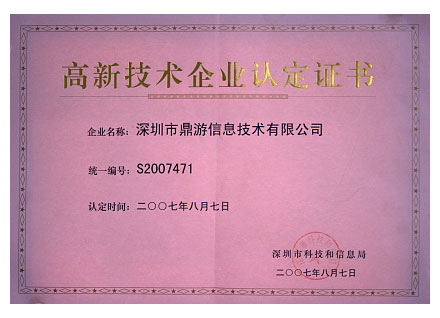 高新技术企业认定证书
企业名称：深圳市鼎游信息技术有限公司
统一编号：S2007471
认定时间：二〇〇七年八月七日
深圳市科技和信息局
二〇〇七年八月七日